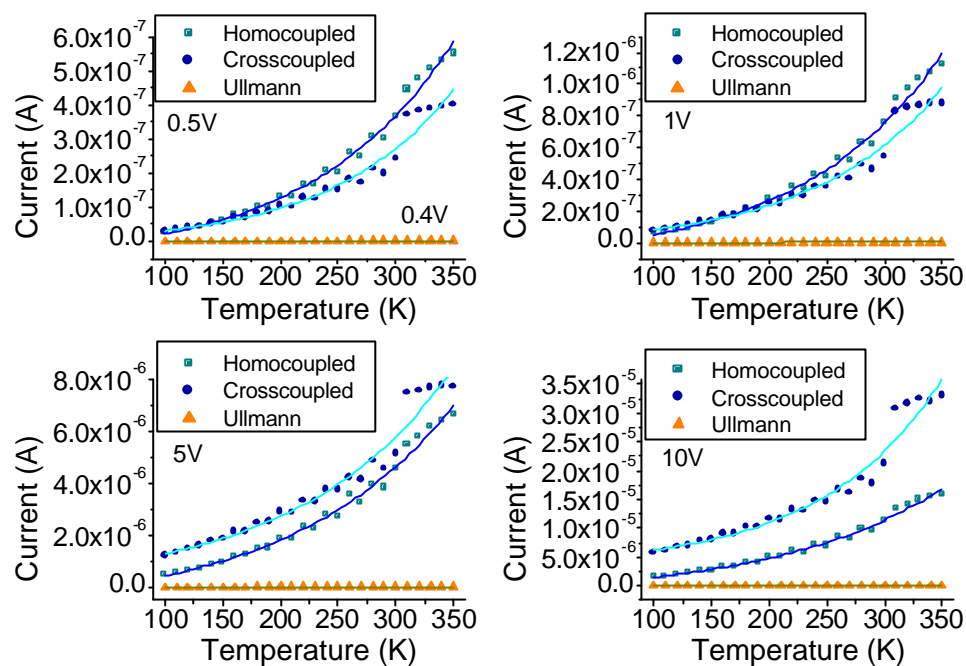 Homocoupled
Crosscoupled
Ullmann
0.5V
0.4V
6.0x10-7
5.0x10-7
4.0x10-7
3.0x10-7
2.0x10-7
1.0x10-7
0.0
Current (A)
100 150 200 250 300 350
Temperature (K)
Homocoupled
Crosscoupled
Ullmann
1V
1.2x10-6
1.0x10-6
8.0x10-7
6.0x10-7
4.0x10-7
2.0x10-7
0.0
Current (A)
100 150 200 250 300 350
Temperature (K)
Homocoupled
Crosscoupled
Ullmann
5V
8.0x10-6
6.0x10-6
4.0x10-6
2.0x10-6
0.0
Current (A)
100 150 200 250 300 350
Temperature (K)
Homocoupled
Crosscoupled
Ullmann
10V
3.5x10-5
3.0x10-5
2.5x10-5
2.0x10-5
1.5x10-5
1.0x10-5
5.0x10-6
0.0
Current (A)
100 150 200 250 300 350
Temperature (K)